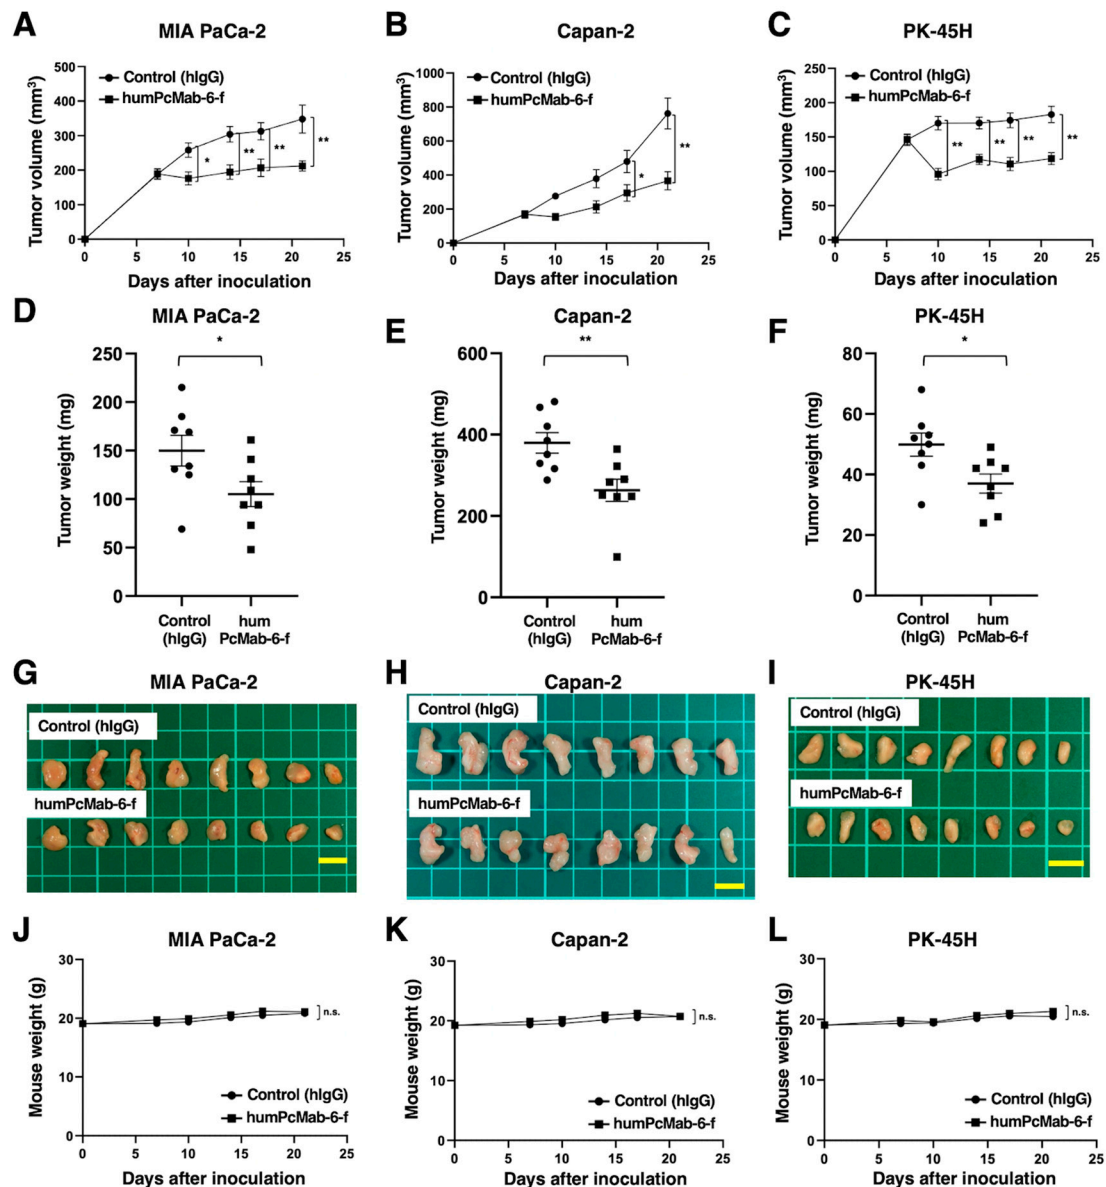 A
MIA PaCa-2
Tumor volume (mm³)
500
400
300
200
100
0
Control (hIgG)
humPcMab-6-f
*
**
**
**
0 5 10 15 20 25
Days after inoculation
B
Capan-2
Tumor volume (mm³)
1000
800
600
400
200
0
Control (hIgG)
humPcMab-6-f
*
**
0 5 10 15 20 25
Days after inoculation
C
PK-45H
Tumor volume (mm³)
250
200
150
100
50
0
Control (hIgG)
humPcMab-6-f
**
**
**
**
0 5 10 15 20 25
Days after inoculation
D
MIA PaCa-2
Tumor weight (mg)
250
200
150
100
50
0
*
Control
(hIgG)
hum
PcMab-6-f
E
Capan-2
Tumor weight (mg)
600
400
200
0
**
Control
(hIgG)
hum
PcMab-6-f
F
PK-45H
Tumor weight (mg)
80
60
40
20
0
*
Control
(hIgG)
hum
PcMab-6-f
G
MIA PaCa-2
Control (hIgG)
humPcMab-6-f
H
Capan-2
Control (hIgG)
humPcMab-6-f
I
PK-45H
Control (hIgG)
humPcMab-6-f
J
MIA PaCa-2
Mouse weight (g)
30
20
10
0
n.s.
Control (hIgG)
humPcMab-6-f
0 5 10 15 20 25
Days after inoculation
K
Capan-2
Mouse weight (g)
30
20
10
0
n.s.
Control (hIgG)
humPcMab-6-f
0 5 10 15 20 25
Days after inoculation
L
PK-45H
Mouse weight (g)
30
20
10
0
n.s.
Control (hIgG)
humPcMab-6-f
0 5 10 15 20 25
Days after inoculation